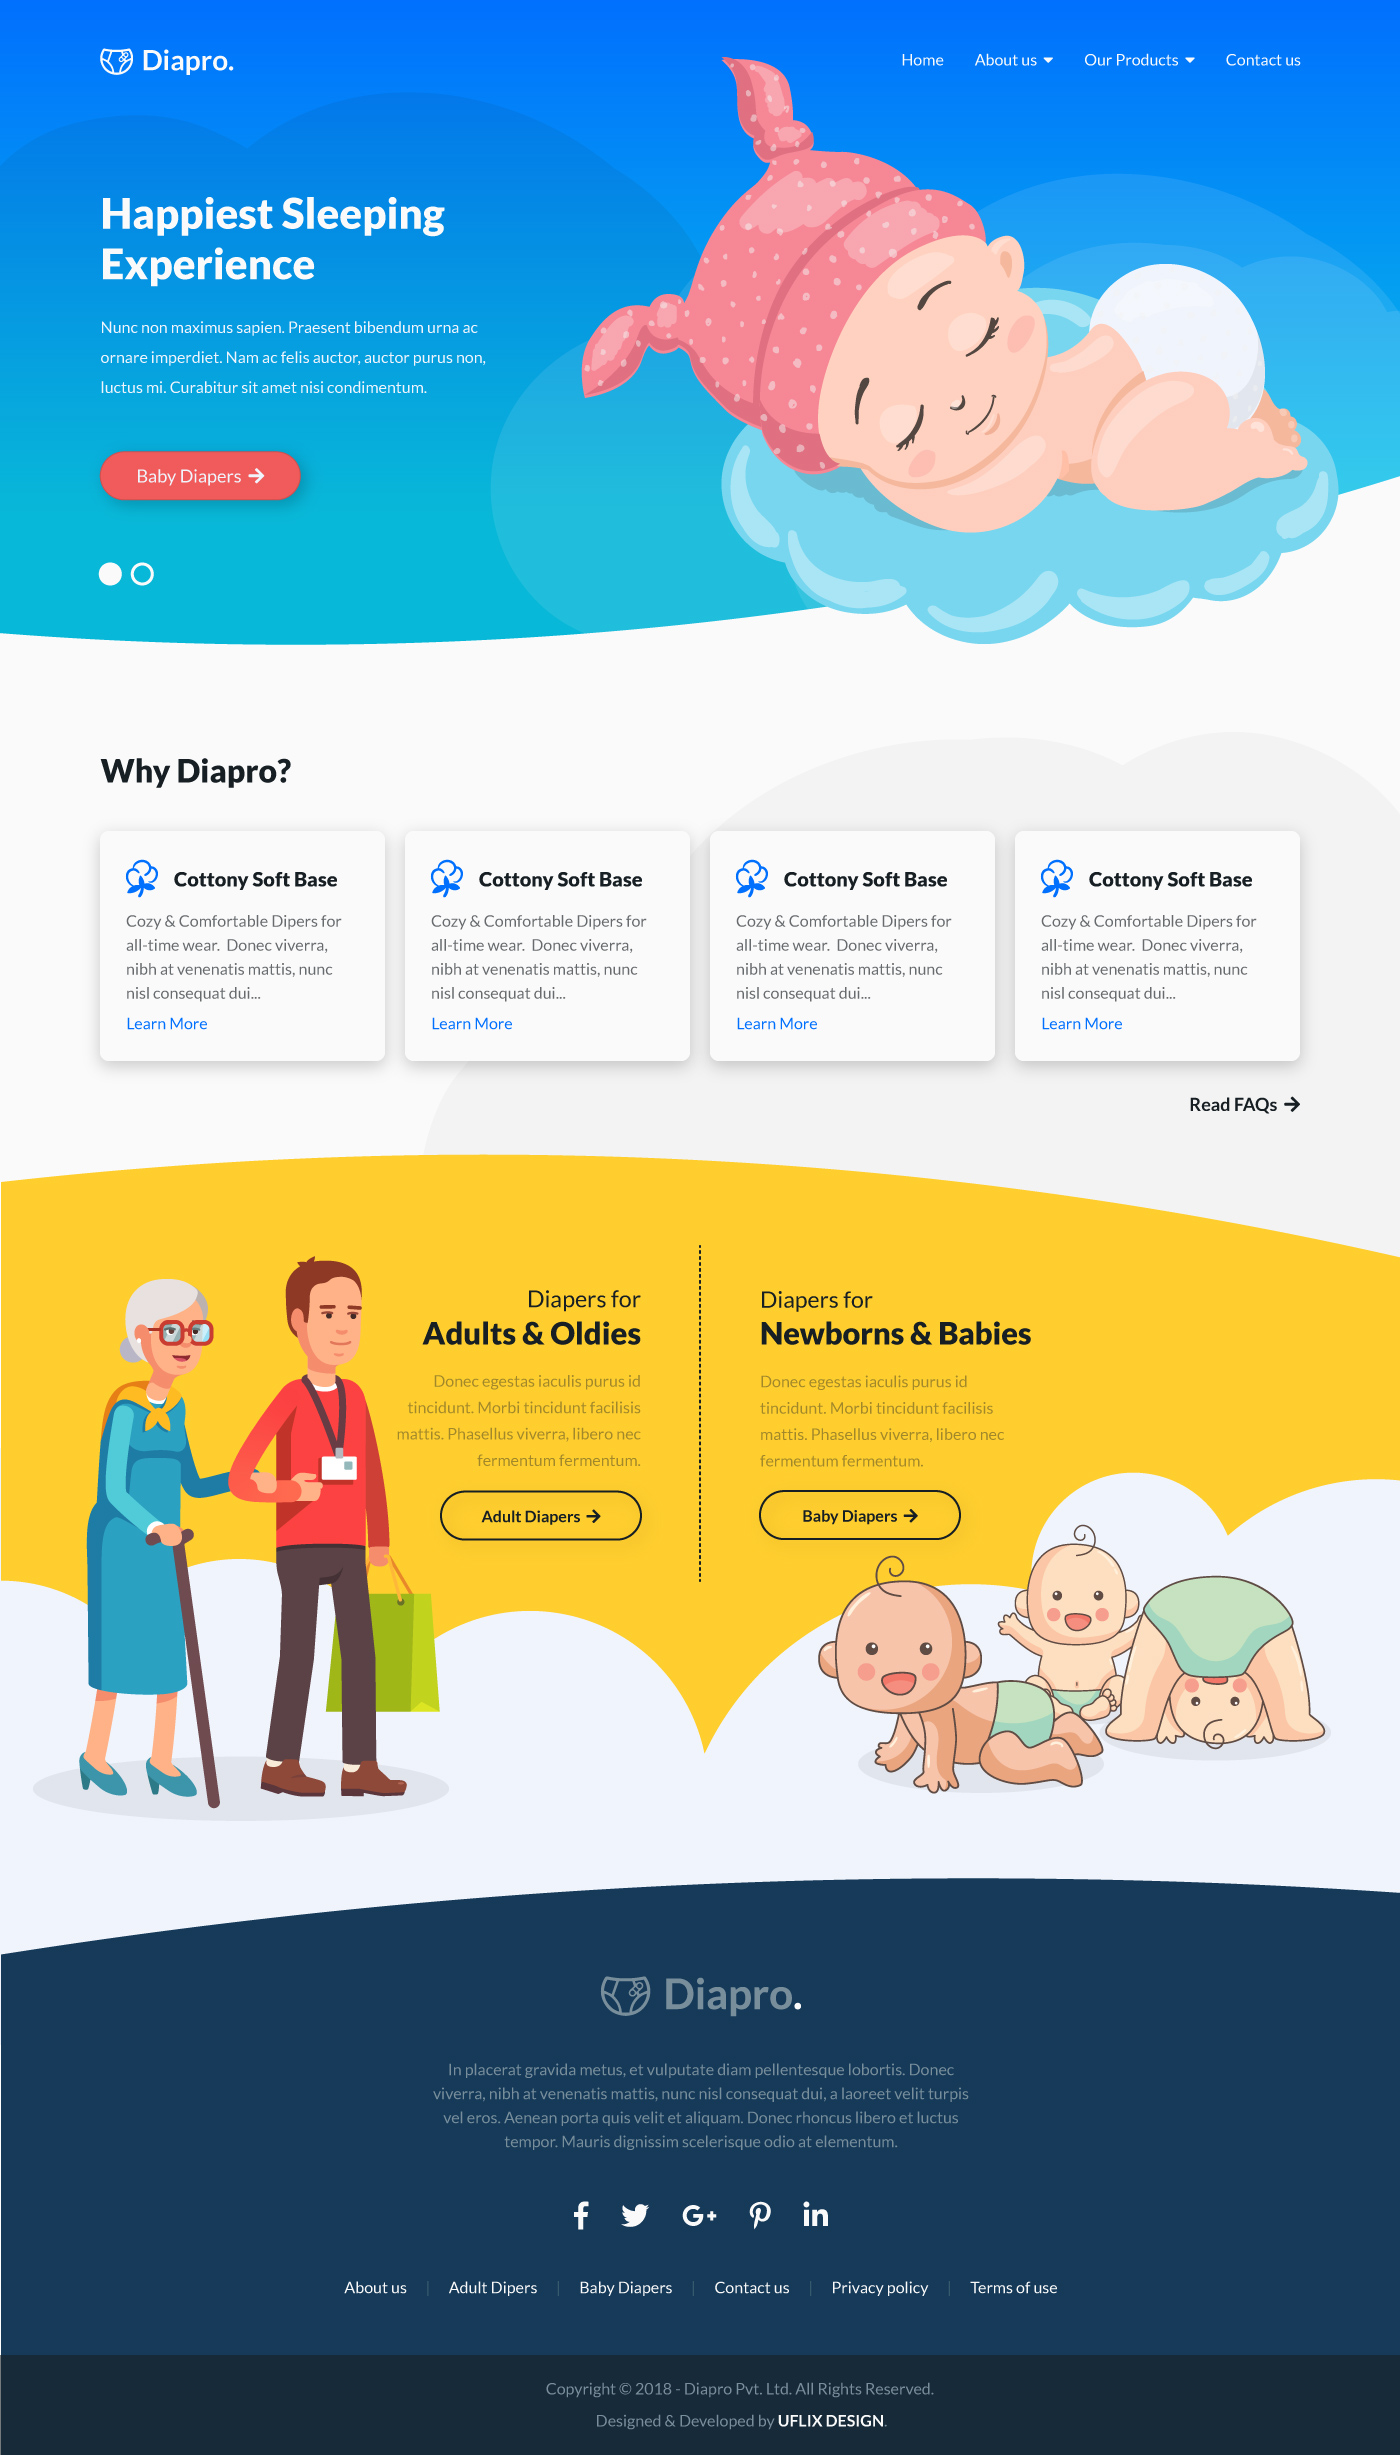 Diapro.
Home About us Our Products Contact us
Happiest Sleeping
Experience
Nunc non maximus sapien. Praesent bibendum urna ac
ornare imperdiet. Nam ac felis auctor, auctor purus non,
luctus mi. Curabitur sit amet nisi condimentum.
Baby Diapers
Why Diapro?
Cottony Soft Base
Cozy & Comfortable Dipers for
all-time wear. Donec viverra,
nibh at venenatis mattis, nunc
nisl consequat dui...
Learn More
Cottony Soft Base
Cozy & Comfortable Dipers for
all-time wear. Donec viverra,
nibh at venenatis mattis, nunc
nisl consequat dui...
Learn More
Cottony Soft Base
Cozy & Comfortable Dipers for
all-time wear. Donec viverra,
nibh at venenatis mattis, nunc
nisl consequat dui...
Learn More
Cottony Soft Base
Cozy & Comfortable Dipers for
all-time wear. Donec viverra,
nibh at venenatis mattis, nunc
nisl consequat dui...
Learn More
Read FAQs
Diapers for
Adults & Oldies
Donec egestas iaculis purus id
tincidunt. Morbi tincidunt facilisis
mattis. Phasellus viverra, libero nec
fermentum fermentum.
Adult Diapers
Diapers for
Newborns & Babies
Donec egestas iaculis purus id
tincidunt. Morbi tincidunt facilisis
mattis. Phasellus viverra, libero nec
fermentum fermentum.
Baby Diapers
Diapro.
In placerat gravida metus, et vulputate diam pellentesque lobortis. Donec
viverra, nibh at venenatis mattis, nunc nisl consequat dui, a laoreet velit turpis
vel eros. Aenean porta quis velit et aliquam. Donec rhoncus libero et luctus
tempor. Mauris dignissim scelerisque odio at elementum.
About us | Adult Dipers | Baby Diapers | Contact us | Privacy policy | Terms of use
Copyright © 2018 - Diapro Pvt. Ltd. All Rights Reserved.
Designed & Developed by UFLIX DESIGN.